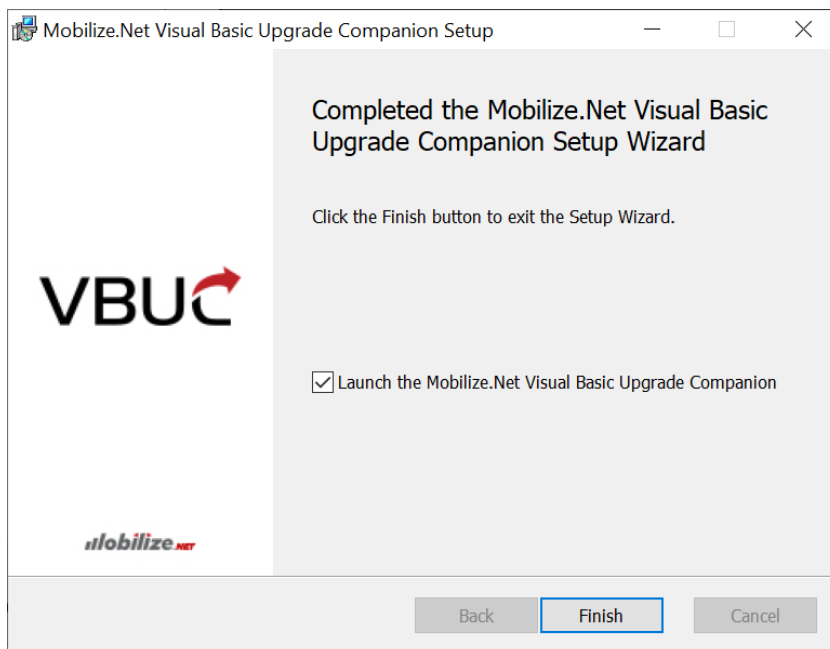 Mobilize.Net Visual Basic Upgrade Companion Setup
Completed the Mobilize.Net Visual Basic
Upgrade Companion Setup Wizard
Click the Finish button to exit the Setup Wizard.
VBUC
Launch the Mobilize.Net Visual Basic Upgrade Companion
Mobilize.NET
Back
Finish
Cancel